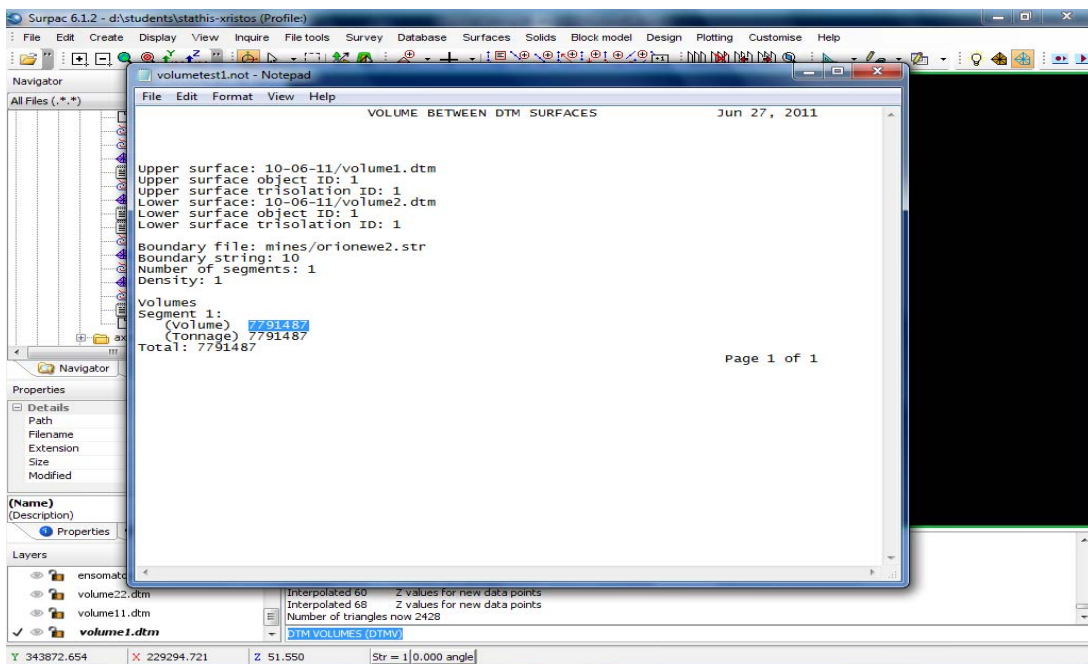 Surpac 6.1.2 - d:\students\stathis-xristos (Profile:)
File Edit Create Display View Inquire File tools Survey Database Surfaces Solids Block model Design Plotting Customise Help
Navigator
All Files (.*.*)
volumetest1.not - Notepad
File Edit Format View Help
VOLUME BETWEEN DTM SURFACES Jun 27, 2011
Upper surface: 10-06-11/volume1.dtm
Upper surface object ID: 1
Upper surface trisolation ID: 1
Lower surface: 10-06-11/volume2.dtm
Lower surface object ID: 1
Lower surface trisolation ID: 1
Boundary file: mines/orionewe2.str
Boundary string: 10
Number of segments: 1
Density: 1
Volumes
Segment 1:
(Volume) 7791487
(Tonnage) 7791487
Total: 7791487
Page 1 of 1
Navigator
Properties
Details
Path
Filename
Extension
Size
Modified
(Name)
(Description)
Properties
Layers
ensomato
volume22.dtm
volume11.dtm
volume1.dtm
Interpolated 60 Z values for new data points
Interpolated 68 Z values for new data points
Number of triangles now 2428
DTM VOLUMES (DTMV)
Y 343872.654 X 229294.721 Z 51.550 Str = 1 0.000 angle